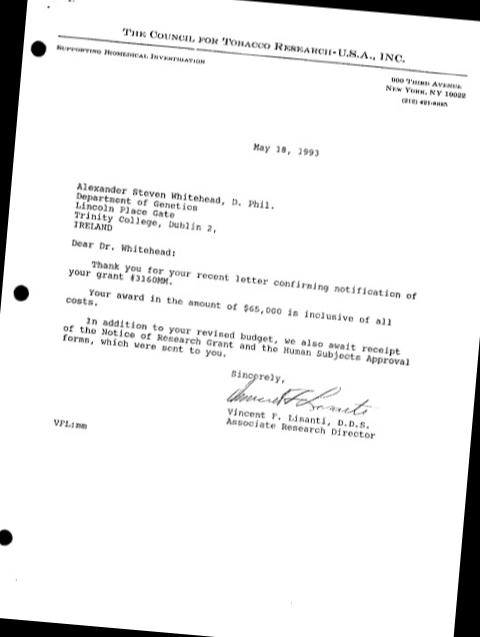 The Council for Tobacco Research-U.S.A., Inc.
Supporting Biomedical Investigation
900 Third Avenue
New York, NY 10022
(212) 421-8885
May 18, 1993
Alexander Steven Whitehead, D. Phil.
Department of Genetics
Lincoln Place Gate
Trinity College, Dublin 2,
IRELAND
Dear Dr. Whitehead:
Thank you for your recent letter confirming notification of
your grant #3160MM.
Your award in the amount of $65,000 is inclusive of all
costs.
In addition to your revised budget, we also await receipt
of the Notice of Research Grant and the Human Subjects Approval
forms, which were sent to you.
Sincerely,
Vincent F. Lisanti
Vincent F. Lisanti, D.D.S.
Associate Research Director
VFL:mm